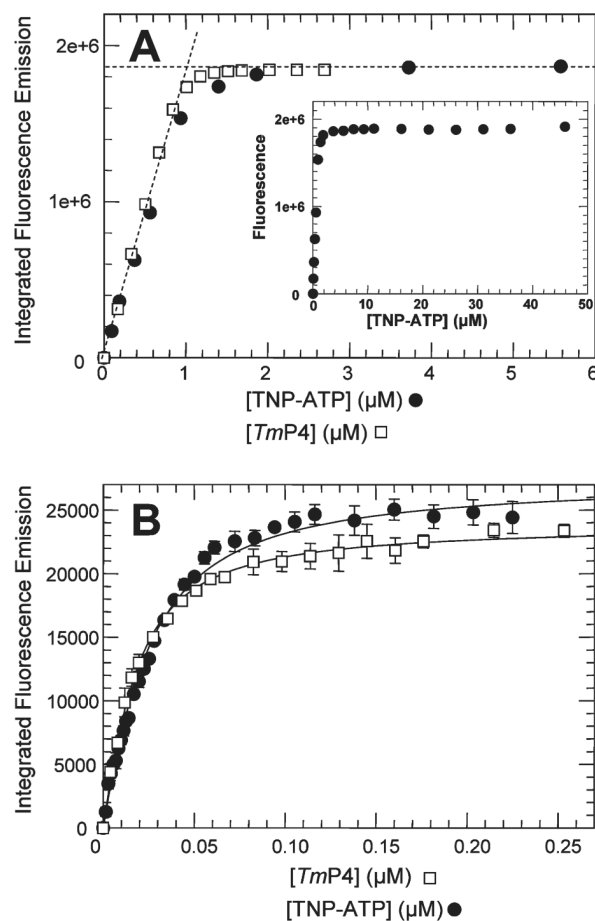 A
Integrated Fluorescence Emission
2e+6
1e+6
0
0 1 2 3 4 5 6
Fluorescence
2e+6
1e+6
0
0 10 20 30 40 50
[TNP-ATP] (µM)
[TNP-ATP] (µM) ●
[TmP4] (µM) □
B
Integrated Fluorescence Emission
25000
20000
15000
10000
5000
0
0 0.05 0.10 0.15 0.20 0.25
[TmP4] (µM) □
[TNP-ATP] (µM) ●